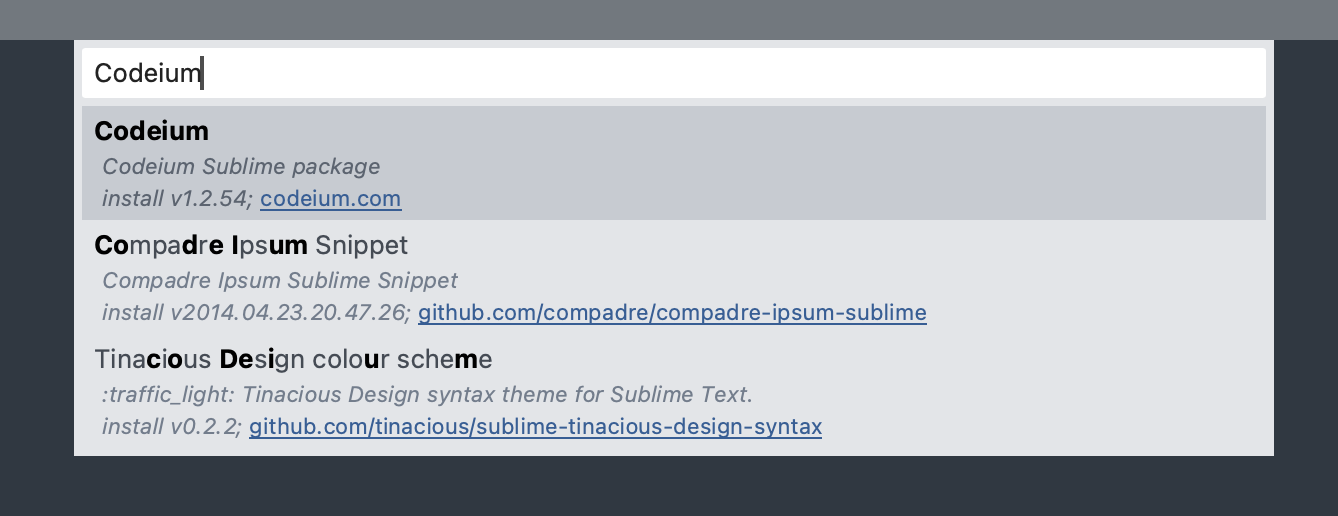 Codeium
Codeium
Codeium Sublime package
install v1.2.54; codeium.com
Compadre Ipsum Snippet
Compadre Ipsum Sublime Snippet
install v2014.04.23.20.47.26; github.com/compadre/compadre-ipsum-sublime
Tinacious Design colour scheme
:traffic_light: Tinacious Design syntax theme for Sublime Text.
install v0.2.2; github.com/tinacious/sublime-tinacious-design-syntax